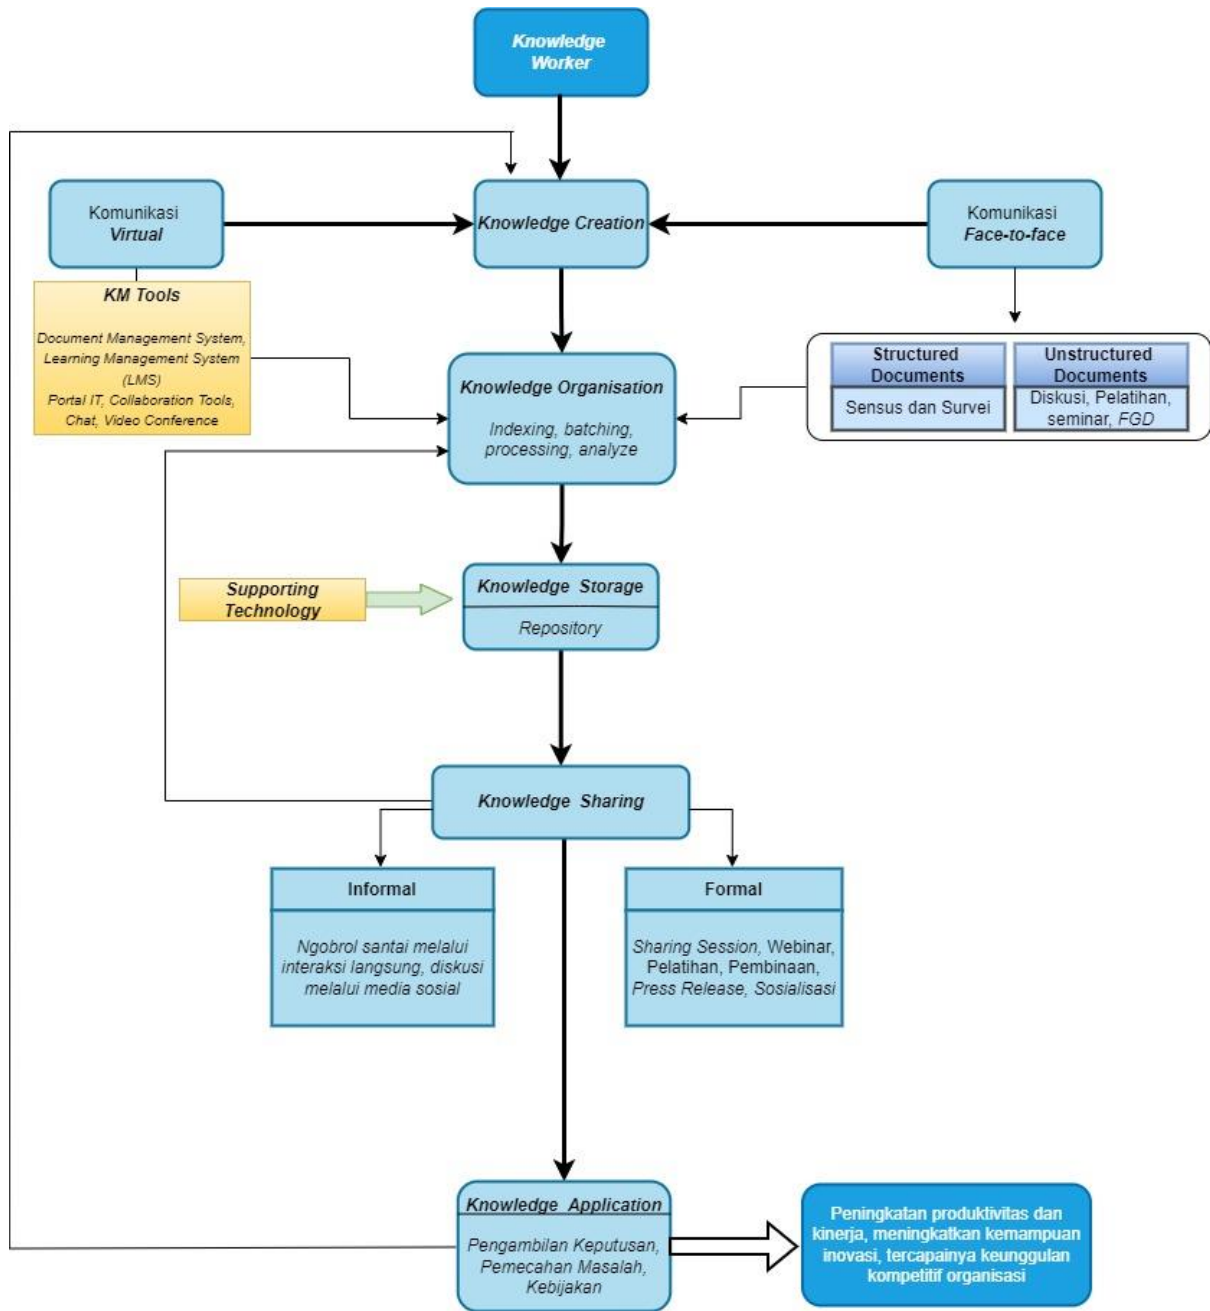 Knowledge
Worker
Komunikasi
Virtual
Knowledge Creation
Komunikasi
Face-to-face
KM Tools
Document Management System,
Learning Management System
(LMS)
Portal IT, Collaboration Tools,
Chat, Video Conference
Knowledge Organisation
Indexing, batching,
processing, analyze
Structured
Documents
Sensus dan Survei
Unstructured
Documents
Diskusi, Pelatihan,
seminar, FGD
Supporting
Technology
Knowledge Storage
Repository
Knowledge Sharing
Informal
Ngobrol santai melalui
interaksi langsung, diskusi
melalui media sosial
Formal
Sharing Session, Webinar,
Pelatihan, Pembinaan,
Press Release, Sosialisasi
Knowledge Application
Pengambilan Keputusan,
Pemecahan Masalah,
Kebijakan
Peningkatan produktivitas dan
kinerja, meningkatkan kemampuan
inovasi, tercapainya keunggulan
kompetitif organisasi